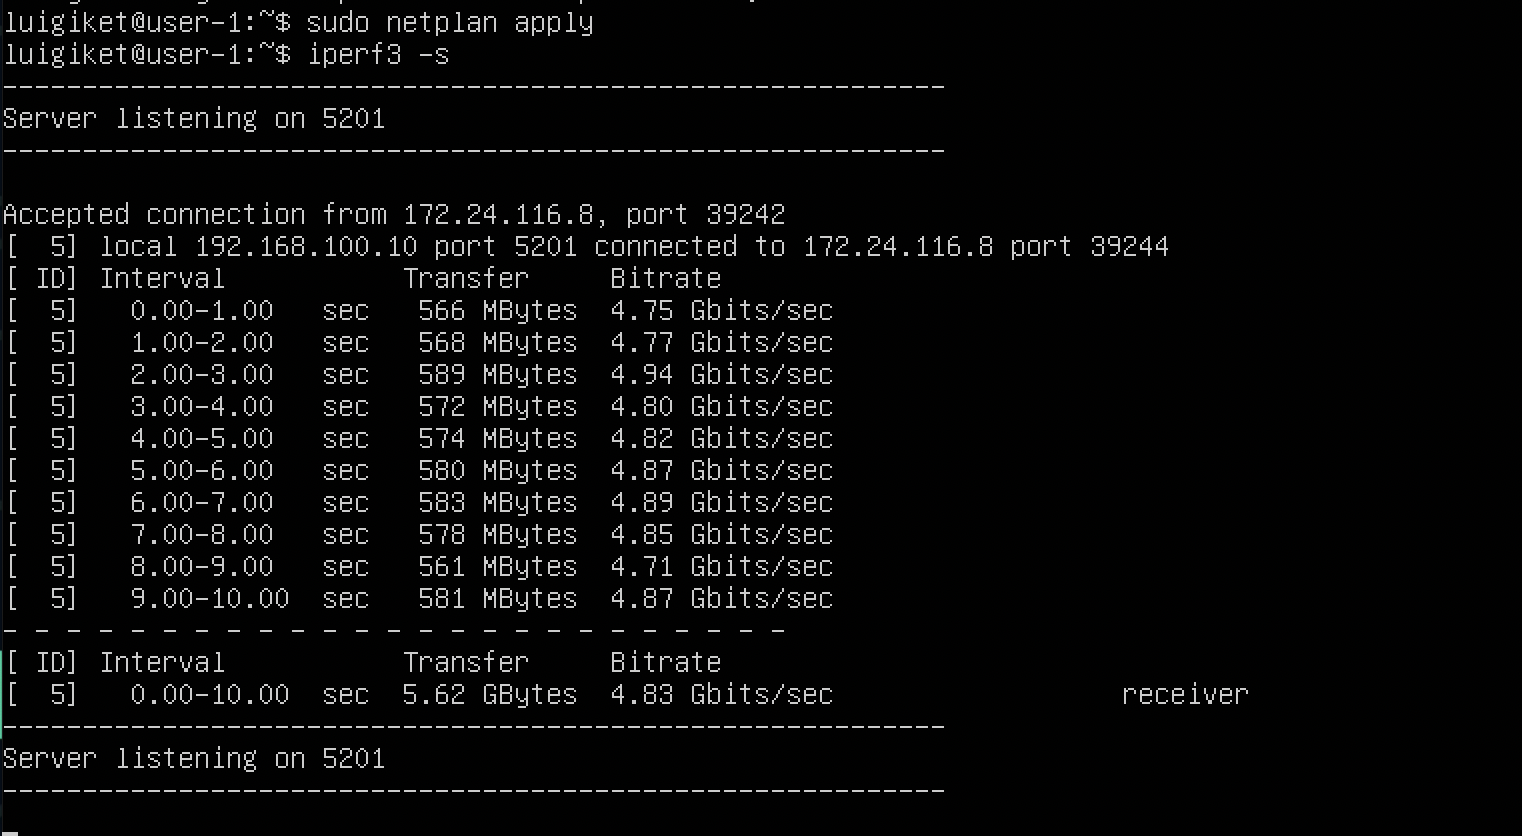 luigiket@user-1:~$ sudo netplan apply
luigiket@user-1:~$ iperf3 -s
-----------------------------------------------------------
Server listening on 5201
-----------------------------------------------------------
Accepted connection from 172.24.116.8, port 39242
[  5] local 192.168.100.10 port 5201 connected to 172.24.116.8 port 39244
[ ID] Interval           Transfer     Bitrate
[  5]   0.00-1.00   sec   566 MBytes  4.75 Gbits/sec
[  5]   1.00-2.00   sec   568 MBytes  4.77 Gbits/sec
[  5]   2.00-3.00   sec   589 MBytes  4.94 Gbits/sec
[  5]   3.00-4.00   sec   572 MBytes  4.80 Gbits/sec
[  5]   4.00-5.00   sec   574 MBytes  4.82 Gbits/sec
[  5]   5.00-6.00   sec   580 MBytes  4.87 Gbits/sec
[  5]   6.00-7.00   sec   583 MBytes  4.89 Gbits/sec
[  5]   7.00-8.00   sec   578 MBytes  4.85 Gbits/sec
[  5]   8.00-9.00   sec   561 MBytes  4.71 Gbits/sec
[  5]   9.00-10.00  sec   581 MBytes  4.87 Gbits/sec
- - - - - - - - - - - - - - - - - - - - - - - - -
[ ID] Interval           Transfer     Bitrate
[  5]   0.00-10.00  sec  5.62 GBytes  4.83 Gbits/sec                  receiver
-----------------------------------------------------------
Server listening on 5201
-----------------------------------------------------------